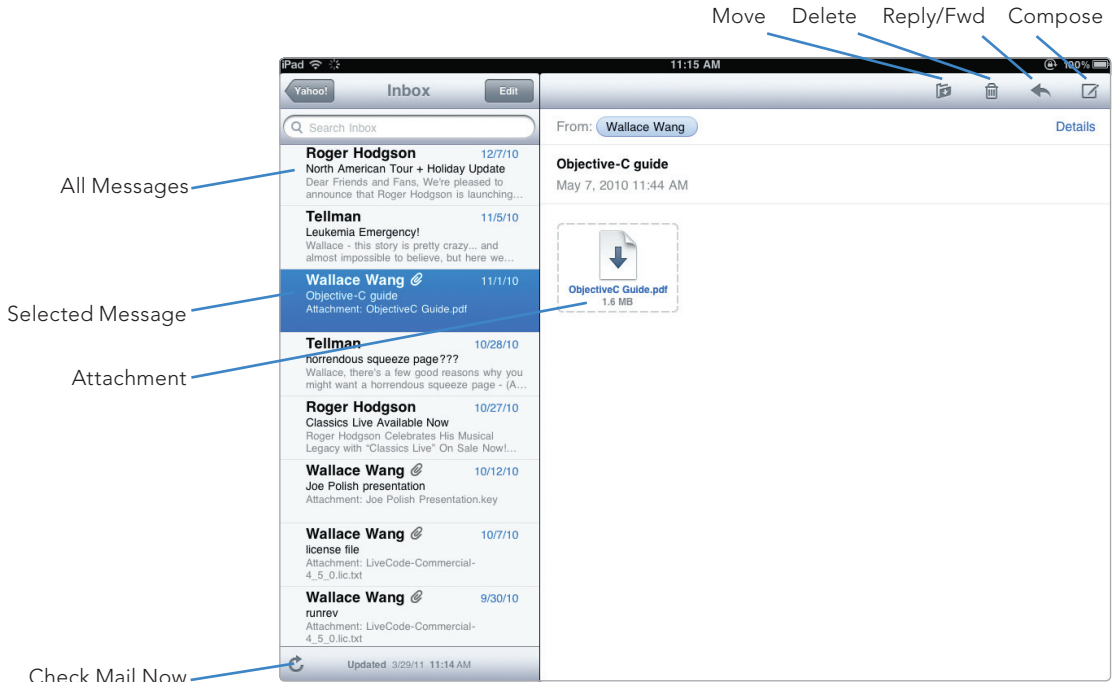 Move Delete Reply/Fwd Compose
iPad 11:15 AM 100%
Yahoo! Inbox Edit
Search Inbox
From: Wallace Wang Details
Objective-C guide
May 7, 2010 11:44 AM
ObjectiveC Guide.pdf
1.6 MB
All Messages
Roger Hodgson 12/7/10
North American Tour + Holiday Update
Dear Friends and Fans, We're pleased to
announce that Roger Hodgson is launching...
Tellman 11/5/10
Leukemia Emergency!
Wallace - this story is pretty crazy... and
almost impossible to believe, but here we...
Selected Message
Wallace Wang 11/1/10
Objective-C guide
Attachment: ObjectiveC Guide.pdf
Attachment
Tellman 10/28/10
horrendous squeeze page???
Wallace, there's a few good reasons why you
might want a horrendous squeeze page - (A...
Roger Hodgson 10/27/10
Classics Live Available Now
Roger Hodgson Celebrates His Musical
Legacy with “Classics Live” On Sale Now!...
Wallace Wang 10/12/10
Joe Polish presentation
Attachment: Joe Polish Presentation.key
Wallace Wang 10/7/10
license file
Attachment: LiveCode-Commercial-
4_5_0.lic.txt
Wallace Wang 9/30/10
runrev
Attachment: LiveCode-Commercial-
4_5_0.lic.txt
Check Mail Now
Updated 3/29/11 11:14 AM